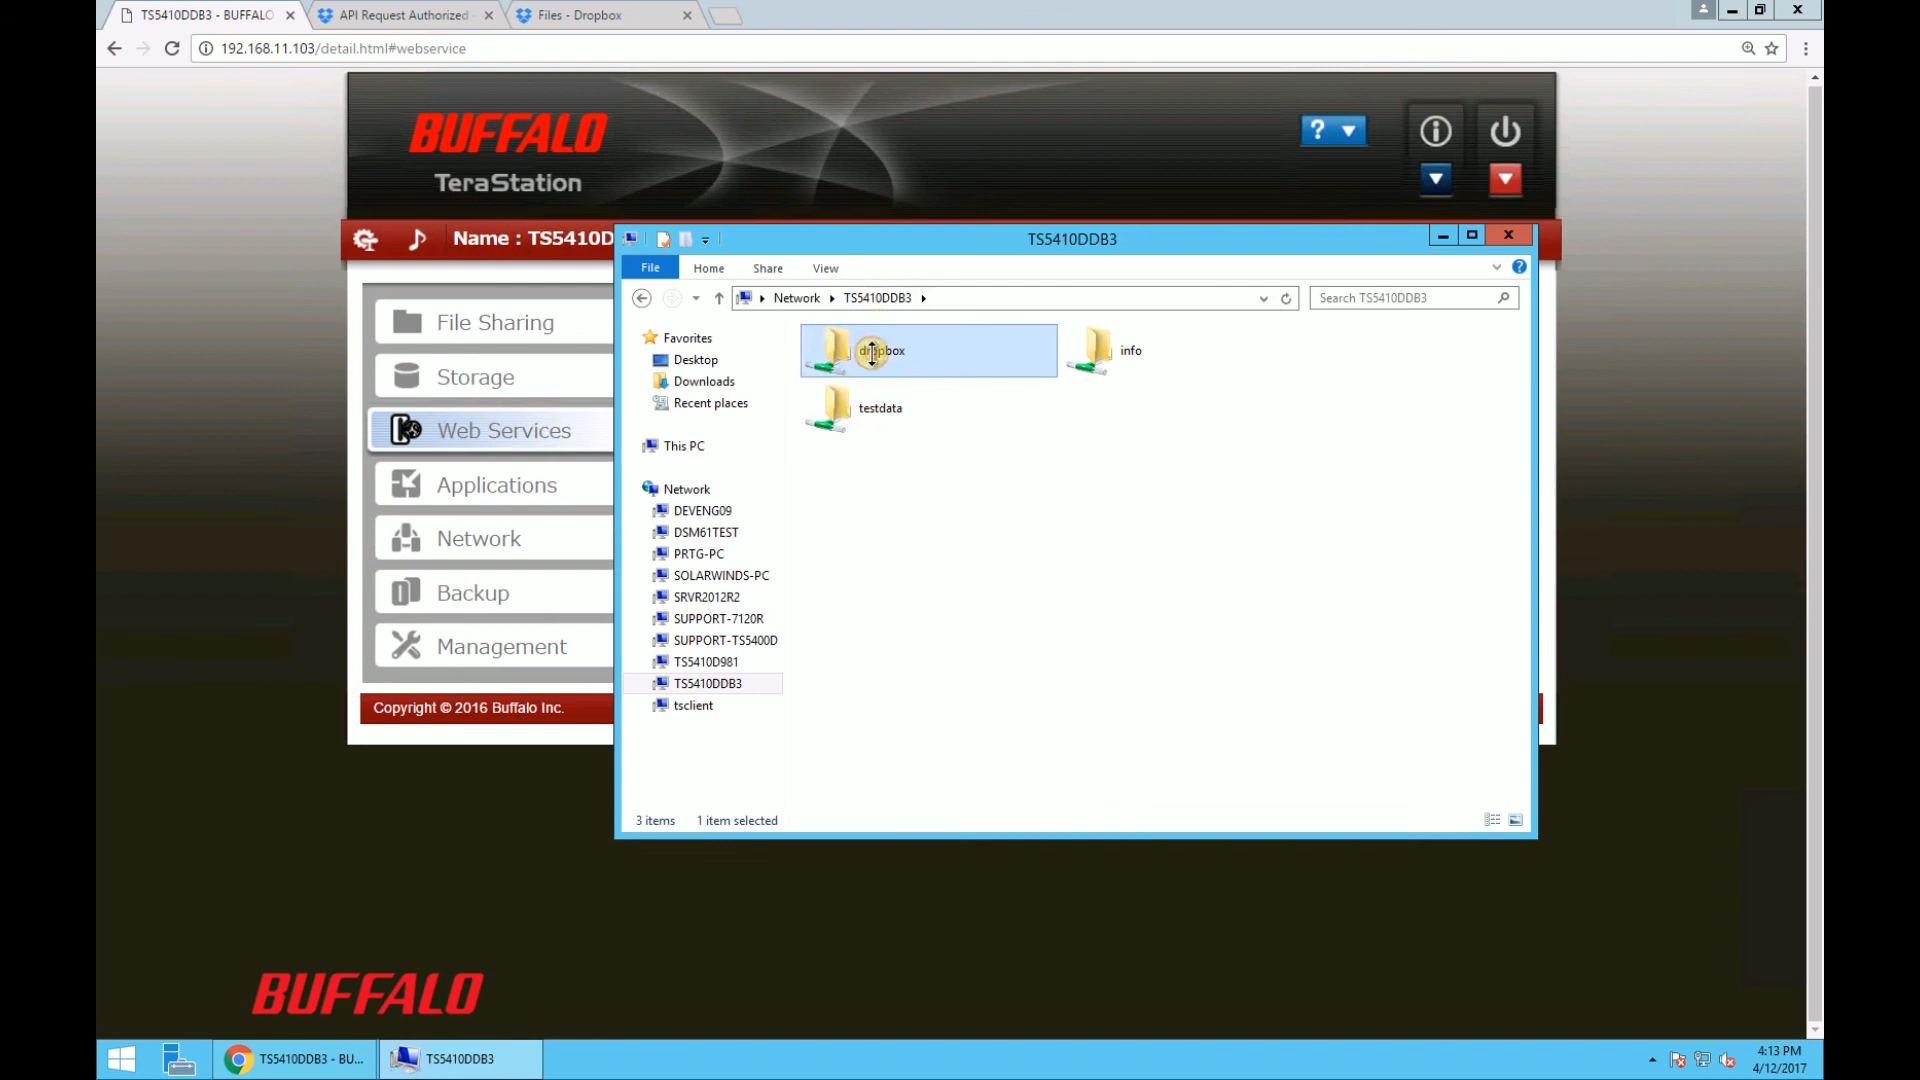 TS5410DDB3 - BUFFALO
API Request Authorized
Files - Dropbox
192.168.11.103/detail.html#webservice
BUFFALO
TeraStation
?
Name : TS5410D
File Sharing
Storage
Web Services
Applications
Network
Backup
Management
Copyright © 2016 Buffalo Inc.
TS5410DDB3
File
Home
Share
View
Network
TS5410DDB3
Search TS5410DDB3
Favorites
Desktop
Downloads
Recent places
This PC
Network
DEVENG09
DSM61TEST
PRTG-PC
SOLARWINDS-PC
SRVR2012R2
SUPPORT-7120R
SUPPORT-TS5400D
TS5410D981
TS5410DDB3
tsclient
dropbox
info
testdata
3 items
1 item selected
BUFFALO
TS5410DDB3 - BU...
TS5410DDB3
4:13 PM
4/12/2017